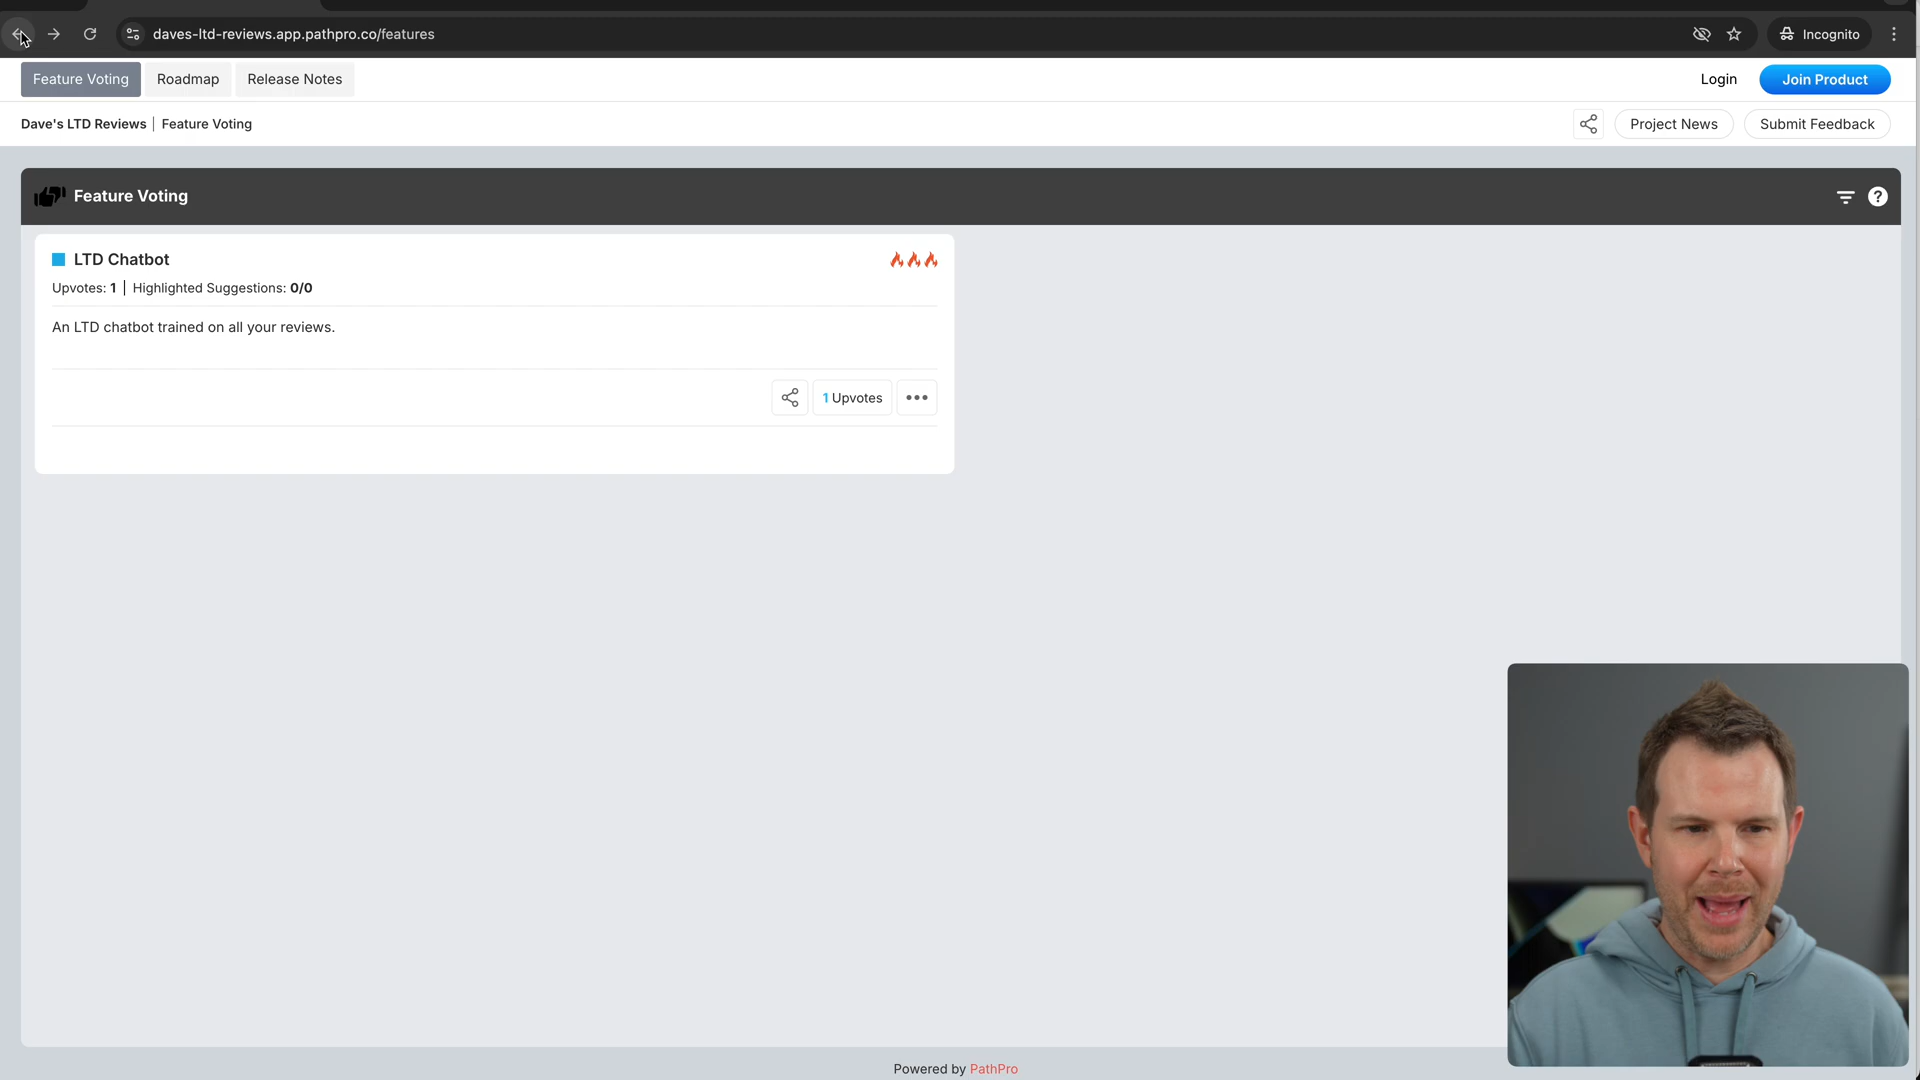 daves-ltd-reviews.app.pathpro.co/features
Incognito
Feature Voting
Roadmap
Release Notes
Login
Join Product
Dave's LTD Reviews | Feature Voting
Project News
Submit Feedback
Feature Voting
?
LTD Chatbot
Upvotes: 1 | Highlighted Suggestions: 0/0
An LTD chatbot trained on all your reviews.
1 Upvotes
Powered by PathPro